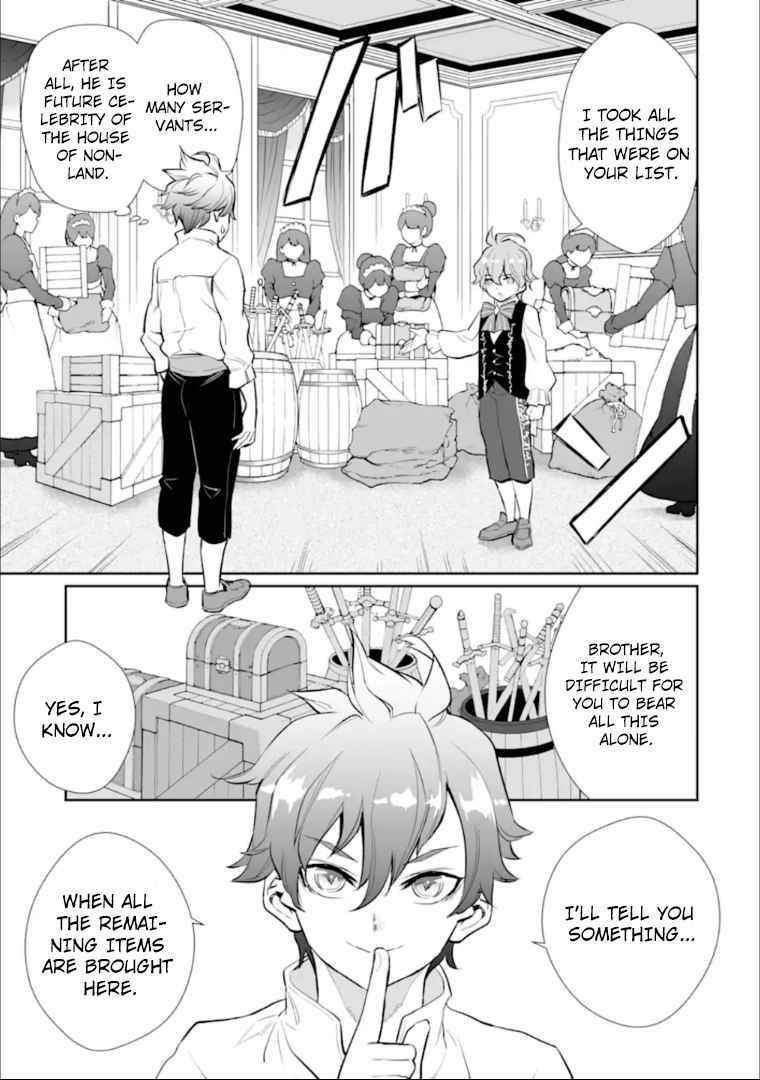 I TOOK ALL
THE THINGS
THAT WERE ON
YOUR LIST.
HOW
MANY SER-
VANTS...
AFTER
ALL, HE IS
FUTURE CE-
LEBRITY OF
THE HOUSE
OF NON-
LAND.
BROTHER,
IT WILL BE
DIFFICULT FOR
YOU TO BEAR
ALL THIS
ALONE.
YES, I
KNOW...
I'LL TELL YOU
SOMETHING...
WHEN ALL
THE REMAI-
NING ITEMS
ARE BROUGHT
HERE.